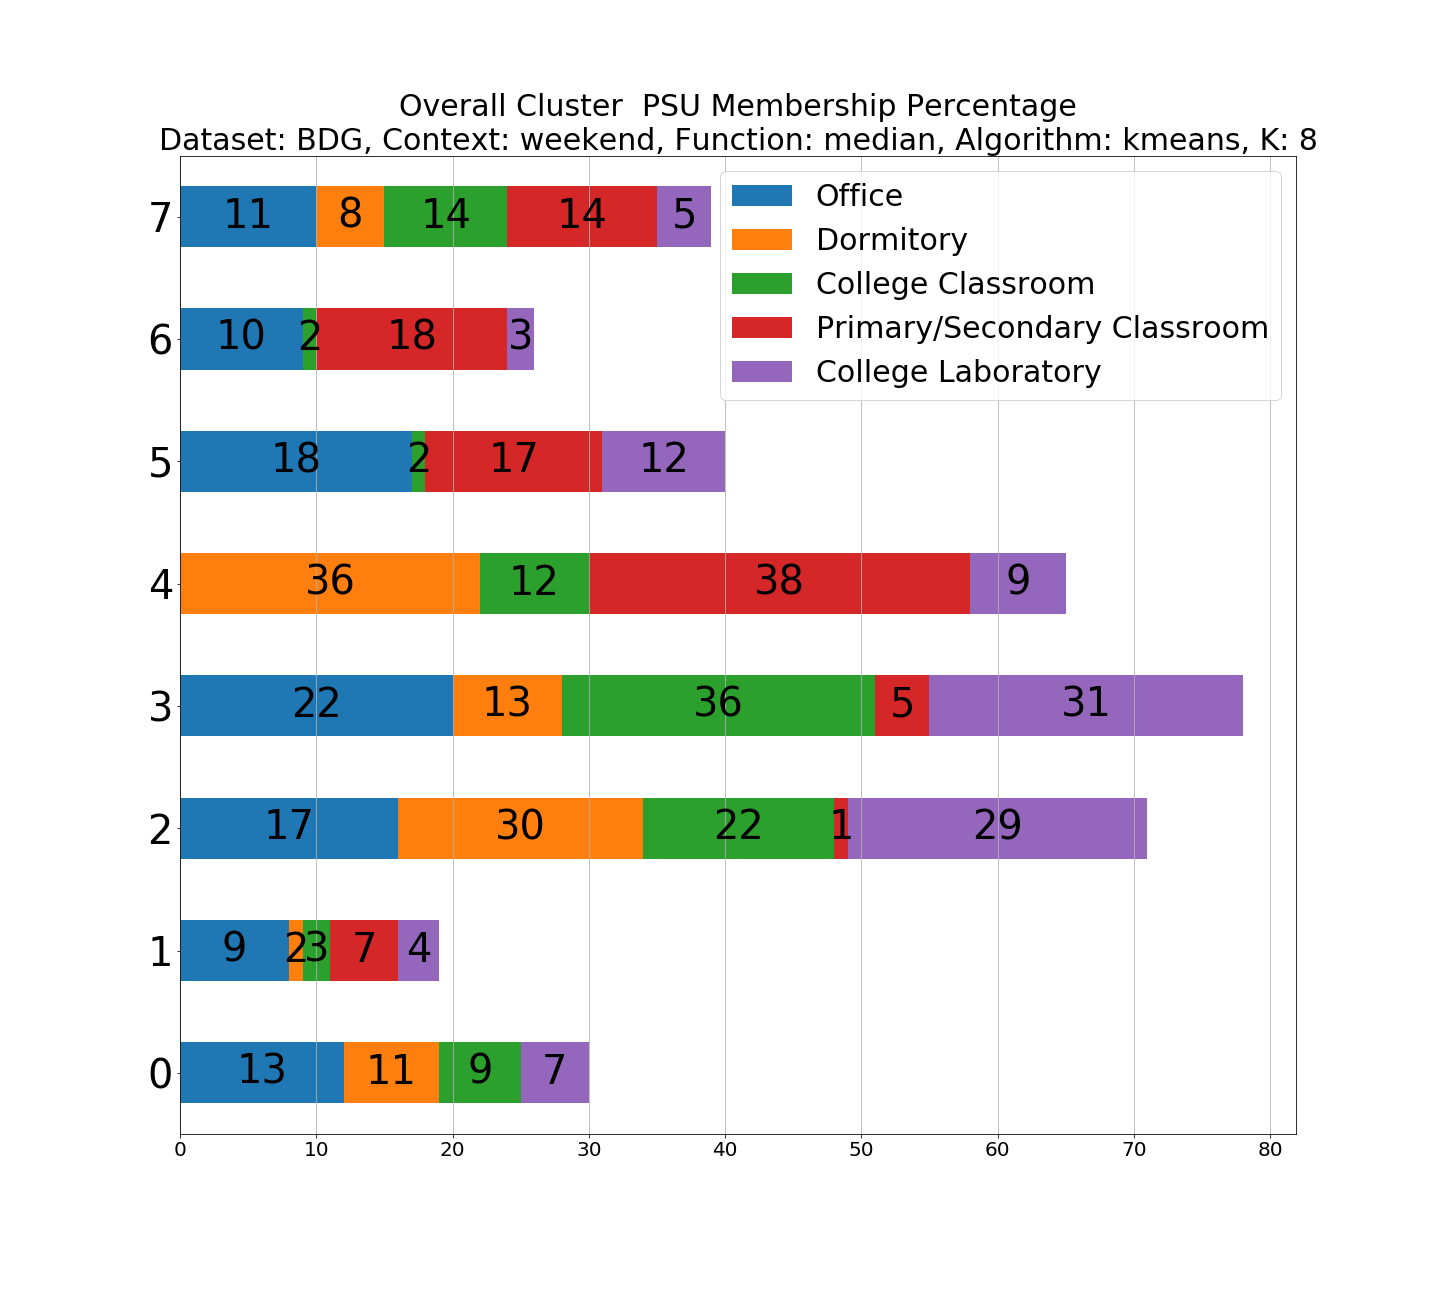 Overall Cluster  PSU Membership Percentage
Dataset: BDG, Context: weekend, Function: median, Algorithm: kmeans, K: 8
Office
Dormitory
College Classroom
Primary/Secondary Classroom
College Laboratory
7 11 8 14 14 5
6 10 2 18 3
5 18 2 17 12
4 36 12 38 9
3 22 13 36 5 31
2 17 30 22 1 29
1 9 2 3 7 4
0 13 11 9 7
0 10 20 30 40 50 60 70 80